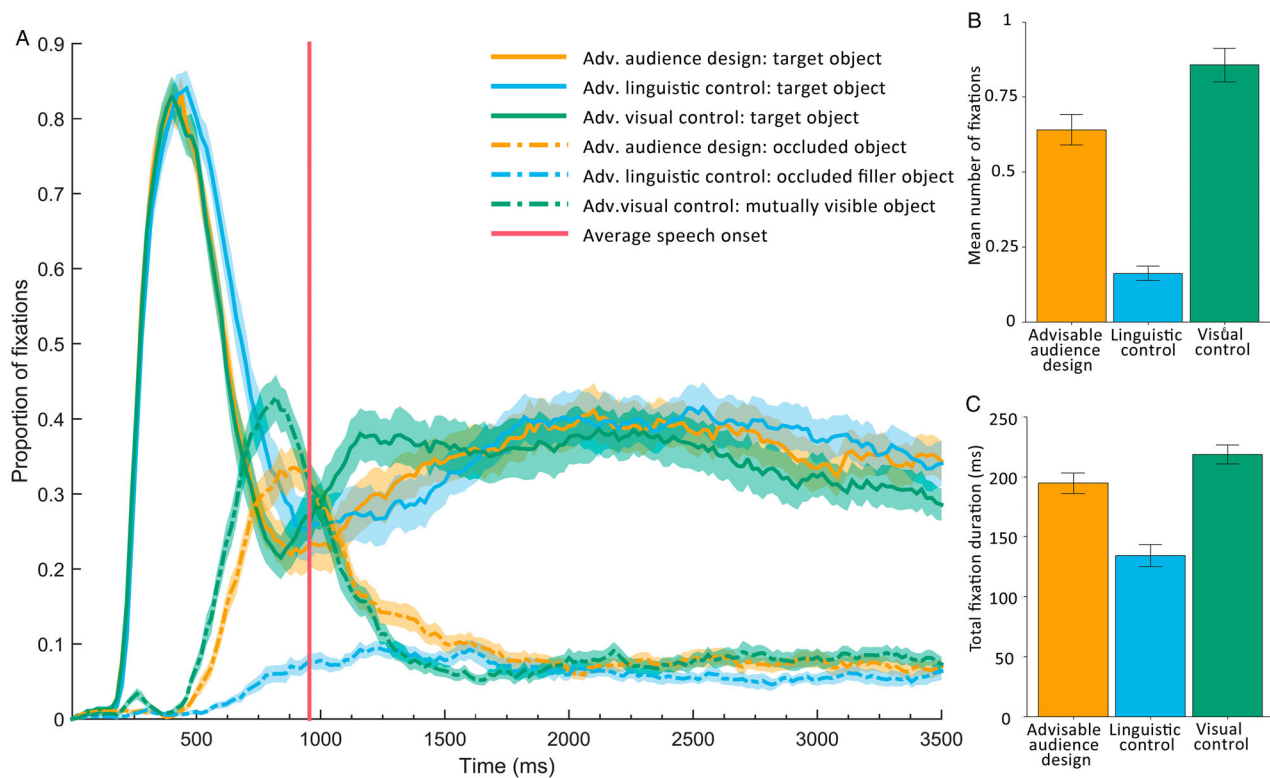 A
0.9
0.8
0.7
0.6
0.5
0.4
0.3
0.2
0.1
0
Proportion of fixations
500
1000
1500
2000
2500
3000
3500
Time (ms)
Adv. audience design: target object
Adv. linguistic control: target object
Adv. visual control: target object
Adv. audience design: occluded object
Adv. linguistic control: occluded filler object
Adv.visual control: mutually visible object
Average speech onset
B
1
0.75
0.5
0.25
0
Mean number of fixations
Advisable
audience
design
Linguistic
control
Visual
control
C
250
200
150
100
50
0
Total fixation duration (ms)
Advisable
audience
design
Linguistic
control
Visual
control